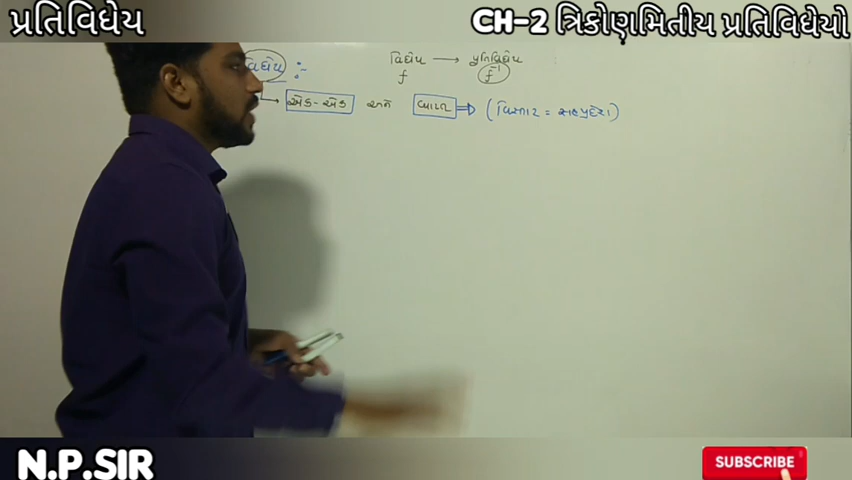 પ્રતિવિધેય
CH-2 ત્રિકોણમિતીય પ્રતિવિધેયો
વિધેય :-
વિધેય → પ્રતિવિધેય
f f⁻¹
→ એક-એક અને વ્યાપ્ત ⇒ (વિસ્તાર = સહપ્રદેશ)
N.P.SIR
SUBSCRIBE